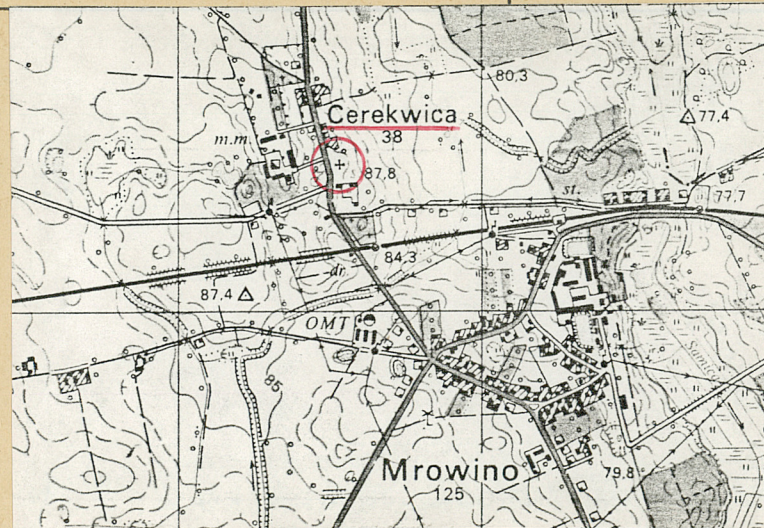 80,3
Cerekwica
38
77,4
m.m.
87,8
st.
77,7
84,3
dr.
87,4
OMT
85
Mrowino
125
79,8